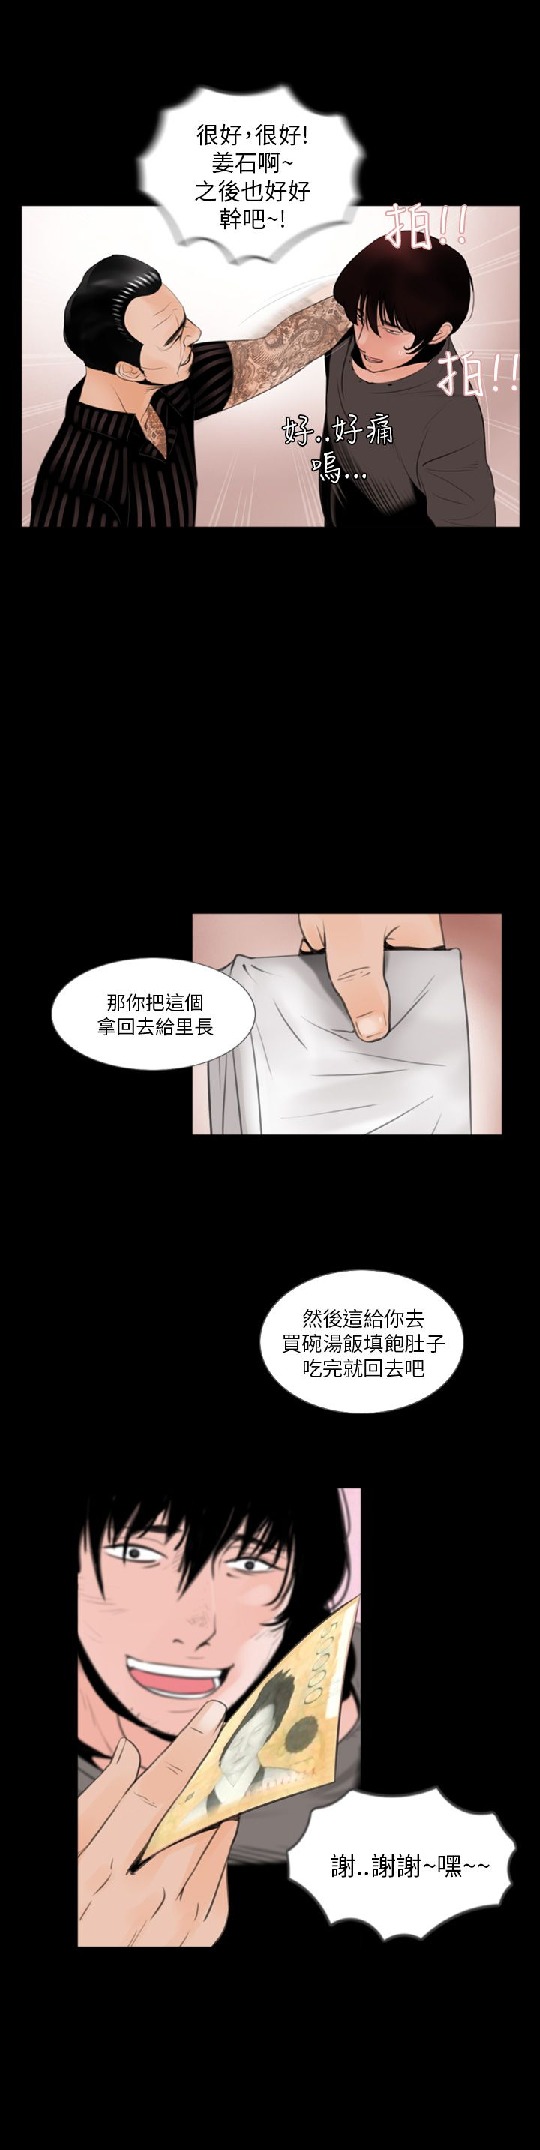 很好，很好!
姜石啊~
之後也好好
幹吧~!
拍!!
拍!!
好..好痛
嗚...
那你把這個
拿回去給里長
然後這給你去
買碗湯飯填飽肚子
吃完就回去吧
5000
謝..謝謝~嘿~~